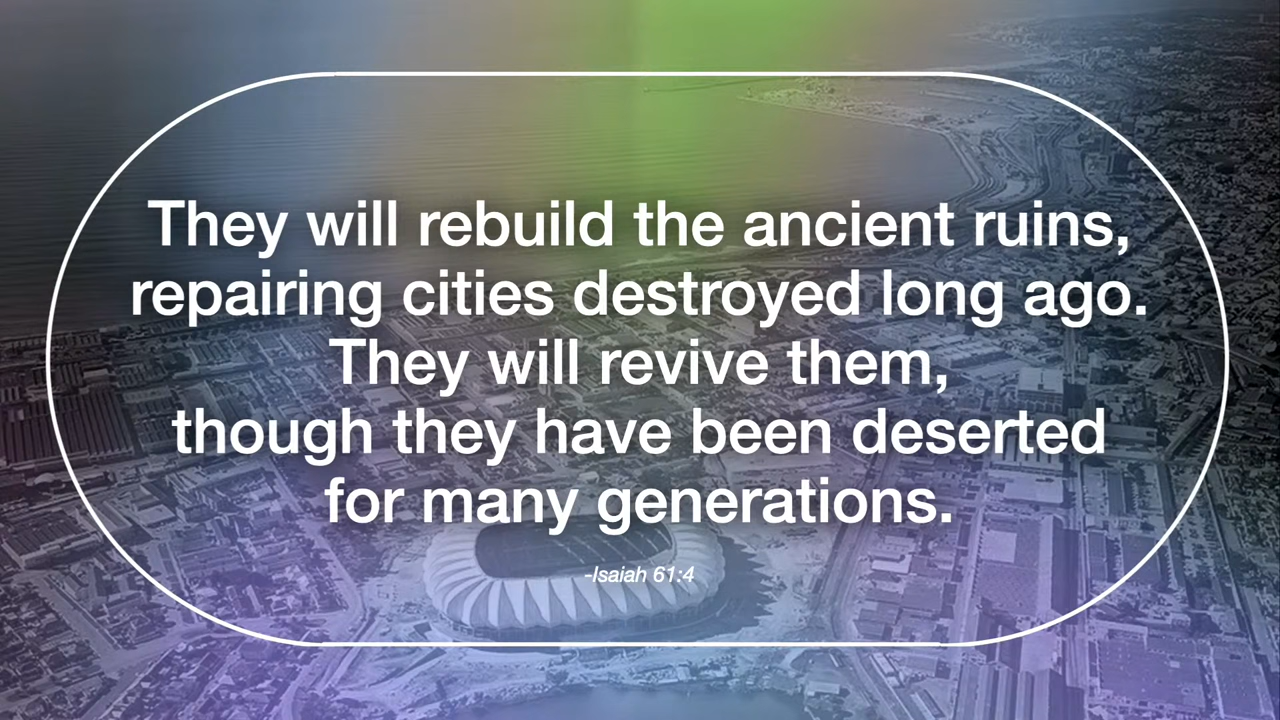 They will rebuild the ancient ruins,
repairing cities destroyed long ago.
They will revive them,
though they have been deserted
for many generations.
-Isaiah 61:4